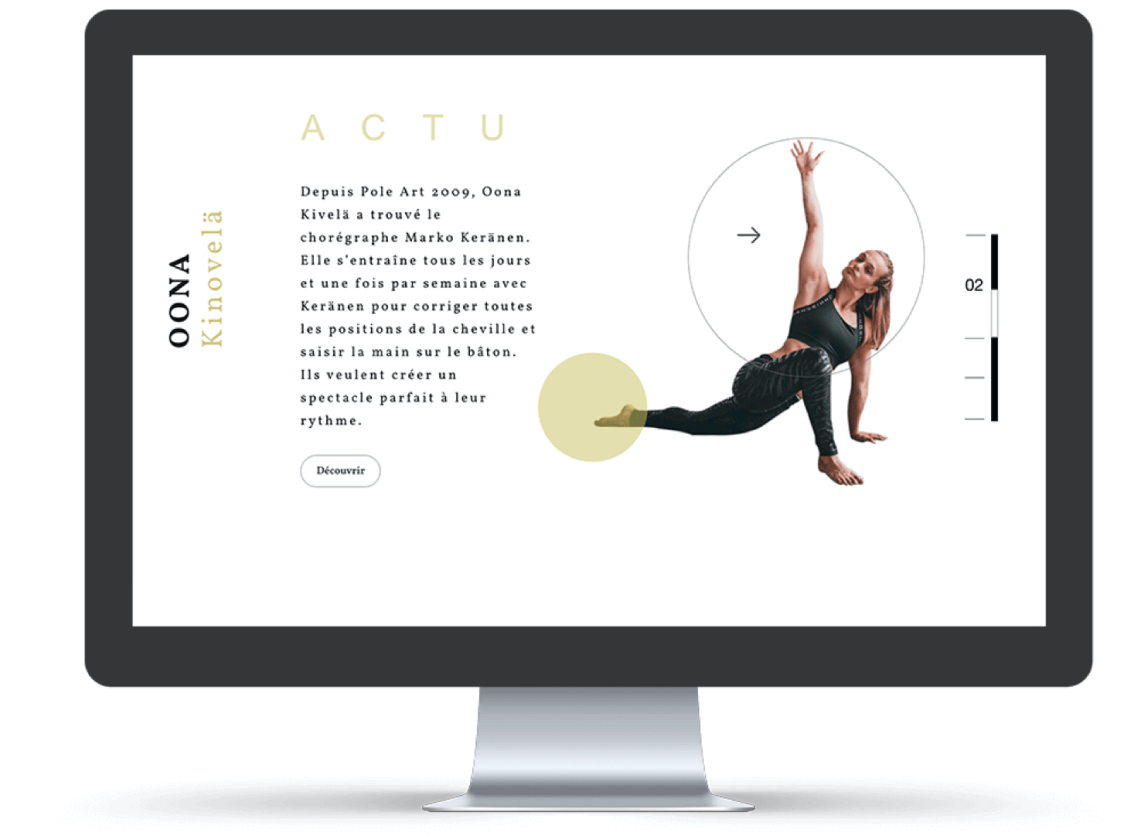 OONA
Kinovelä
A C T U
Depuis Pole Art 2009, Oona
Kivelä a trouvé le
chorégraphe Marko Keränen.
Elle s'entraîne tous les jours
et une fois par semaine avec
Keränen pour corriger toutes
les positions de la cheville et
saisir la main sur le bâton.
Ils veulent créer un
spectacle parfait à leur
rythme.
Découvrir
02